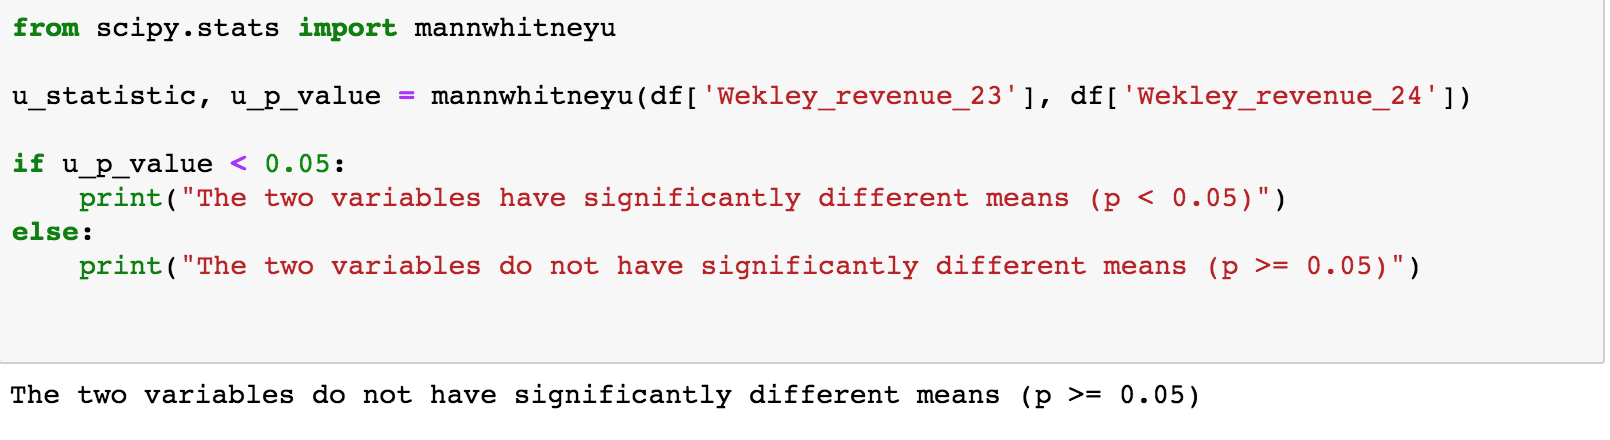 from scipy.stats import mannwhitneyu
u_statistic, u_p_value = mannwhitneyu(df['Wekley_revenue_23'], df['Wekley_revenue_24'])
if u_p_value < 0.05:
    print("The two variables have significantly different means (p < 0.05)")
else:
    print("The two variables do not have significantly different means (p >= 0.05)")
The two variables do not have significantly different means (p >= 0.05)